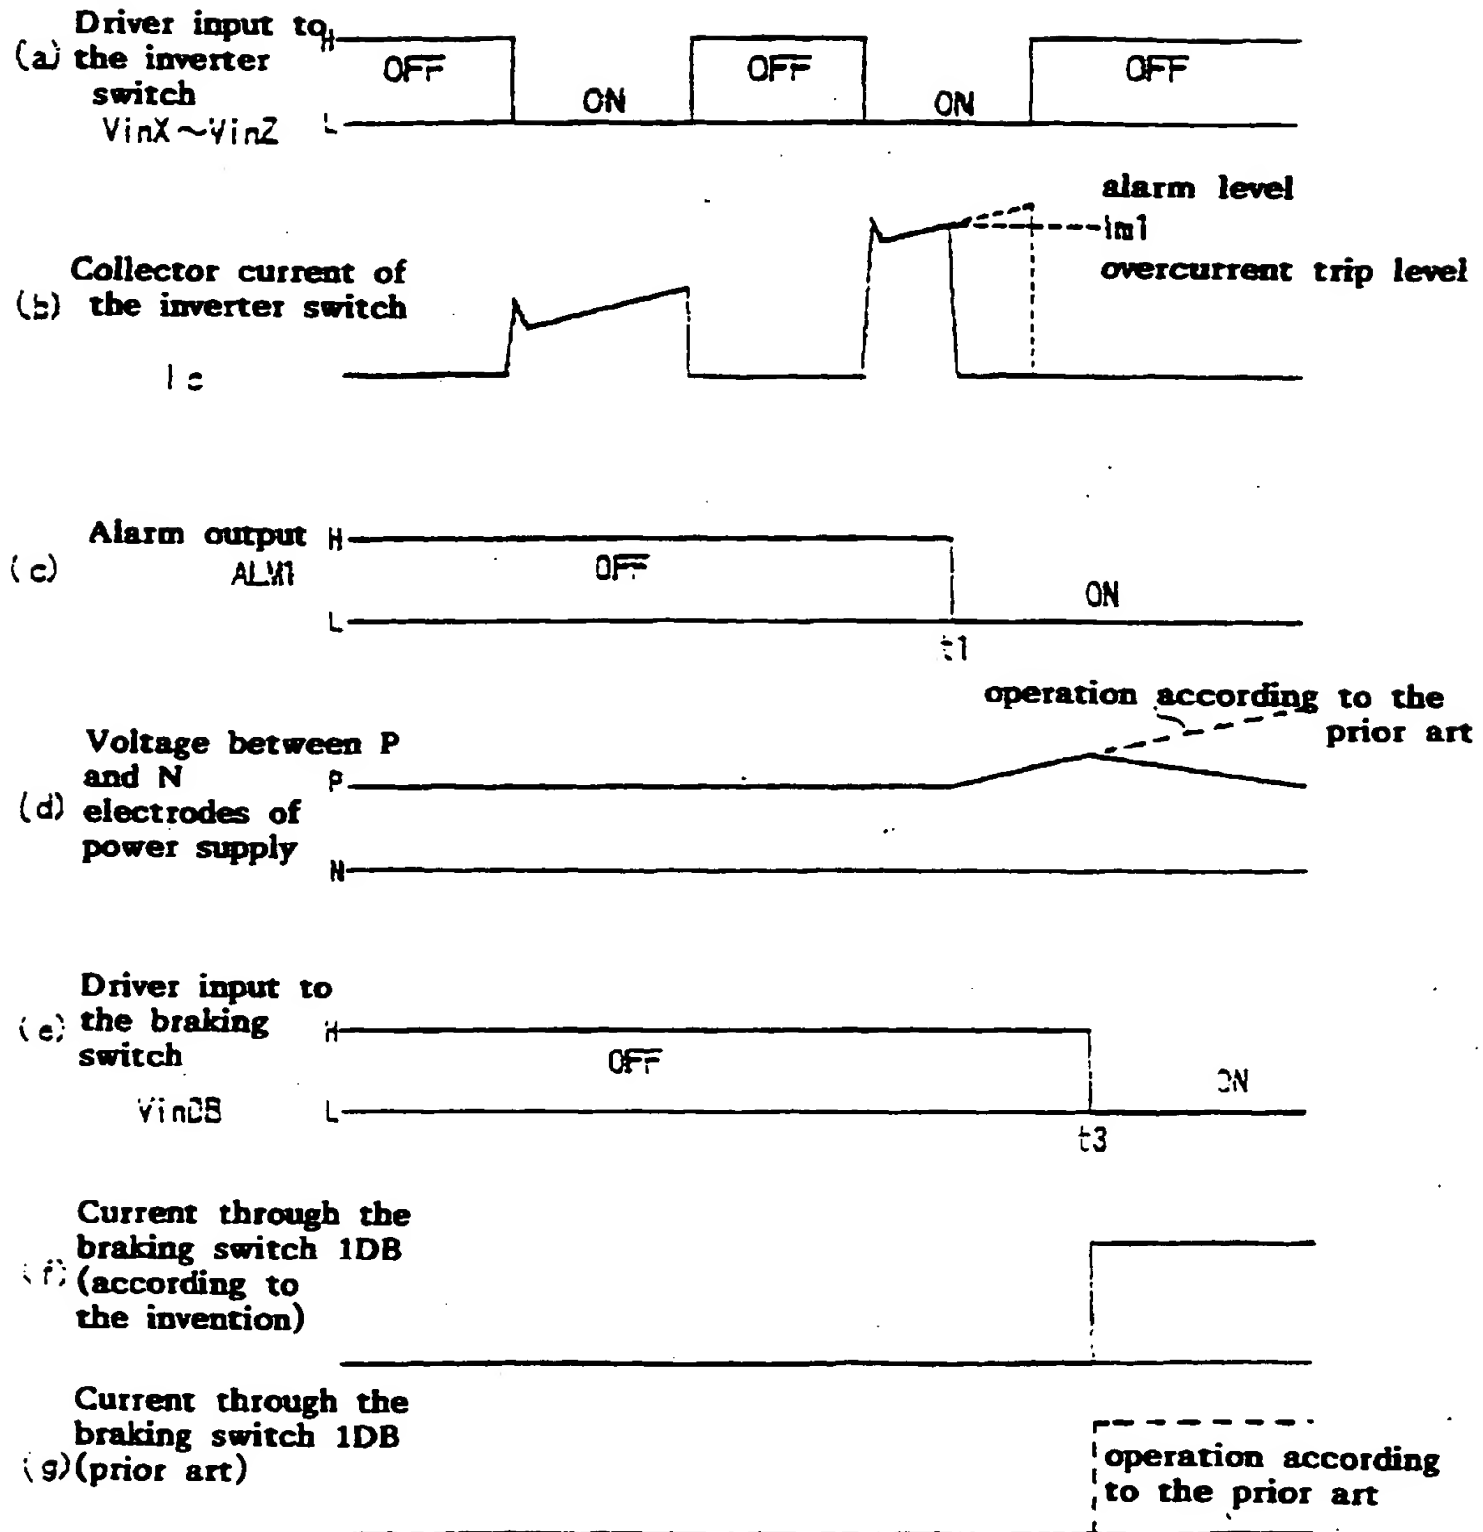 Driver input to
(a) the inverter
switch
VinX~VinZ
H
OFF
ON
OFF
ON
OFF
L
alarm level
im1
overcurrent trip level
Collector current of
(b) the inverter switch
Ic
Alarm output
(c)
ALM1
H
OFF
ON
L
t1
operation according to the
prior art
Voltage between P
and N
(d) electrodes of
power supply
P
N
Driver input to
(e) the braking
switch
VinDB
H
OFF
ON
L
t3
Current through the
braking switch 1DB
(f) (according to
the invention)
Current through the
braking switch 1DB
(g) (prior art)
operation according
to the prior art